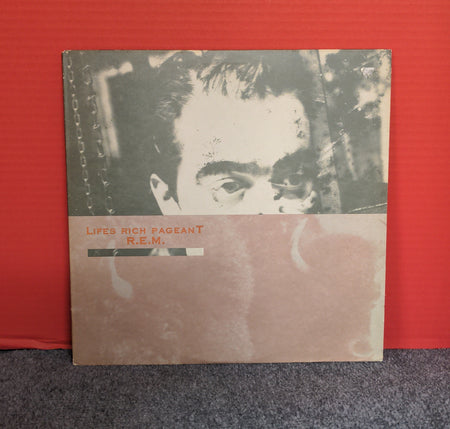 Lifes rich pageanT
R.E.M.